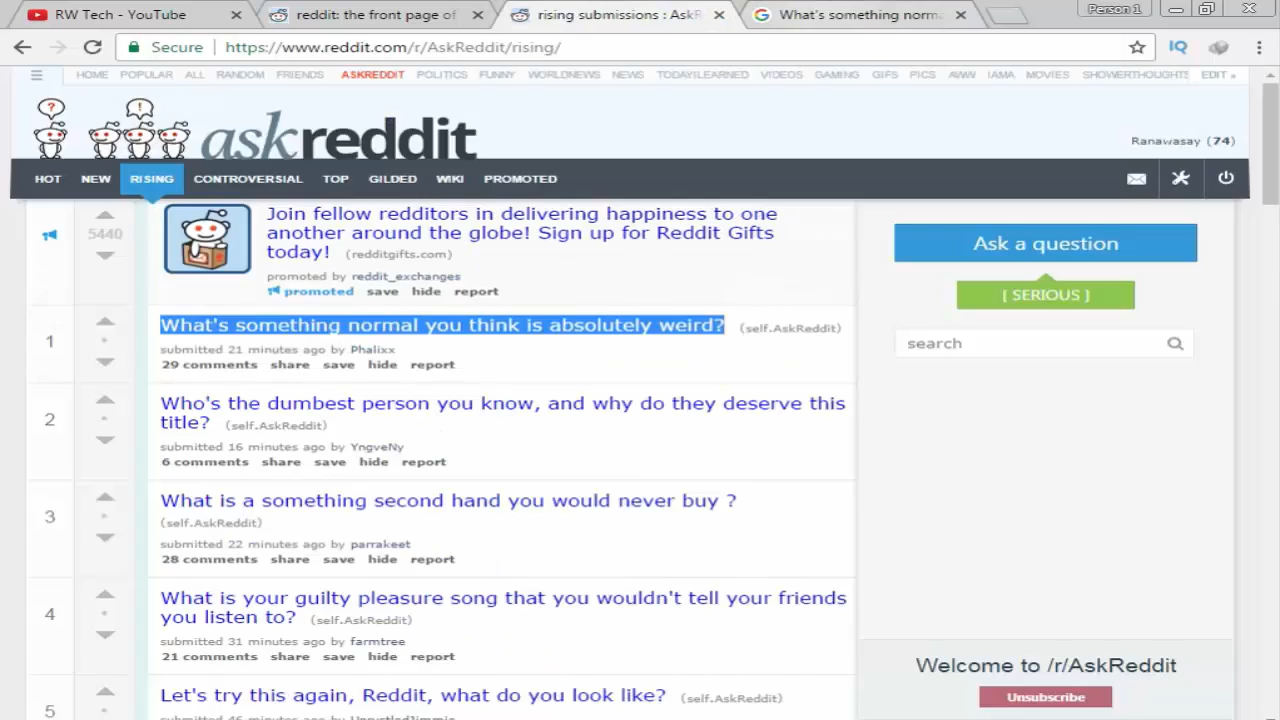 RW Tech - YouTube
reddit: the front page of
rising submissions : AskR
What's something norm
Person 1
Secure
https://www.reddit.com/r/AskReddit/rising/
IQ
HOME POPULAR ALL RANDOM FRIENDS ASKREDDIT POLITICS FUNNY WORLDNEWS NEWS TODAYILEARNED VIDEOS GAMING GIFS PICS AWW IAMA MOVIES SHOWERTHOUGHTS EDIT »
? !
askreddit
Ranawasay (74)
HOT NEW RISING CONTROVERSIAL TOP GILDED WIKI PROMOTED
5440
Join fellow redditors in delivering happiness to one
another around the globe! Sign up for Reddit Gifts
today! (redditgifts.com)
promoted by reddit_exchanges
promoted save hide report
1
What's something normal you think is absolutely weird? (self.AskReddit)
submitted 21 minutes ago by Phalixx
29 comments share save hide report
2
Who's the dumbest person you know, and why do they deserve this
title? (self.AskReddit)
submitted 16 minutes ago by YngveNy
6 comments share save hide report
3
What is a something second hand you would never buy ?
(self.AskReddit)
submitted 22 minutes ago by parrakeet
28 comments share save hide report
4
What is your guilty pleasure song that you wouldn't tell your friends
you listen to? (self.AskReddit)
submitted 31 minutes ago by farmtree
21 comments share save hide report
5
Let's try this again, Reddit, what do you look like? (self.AskReddit)
submitted 46 minutes ago by
Ask a question
[ SERIOUS ]
search
Welcome to /r/AskReddit
Unsubscribe